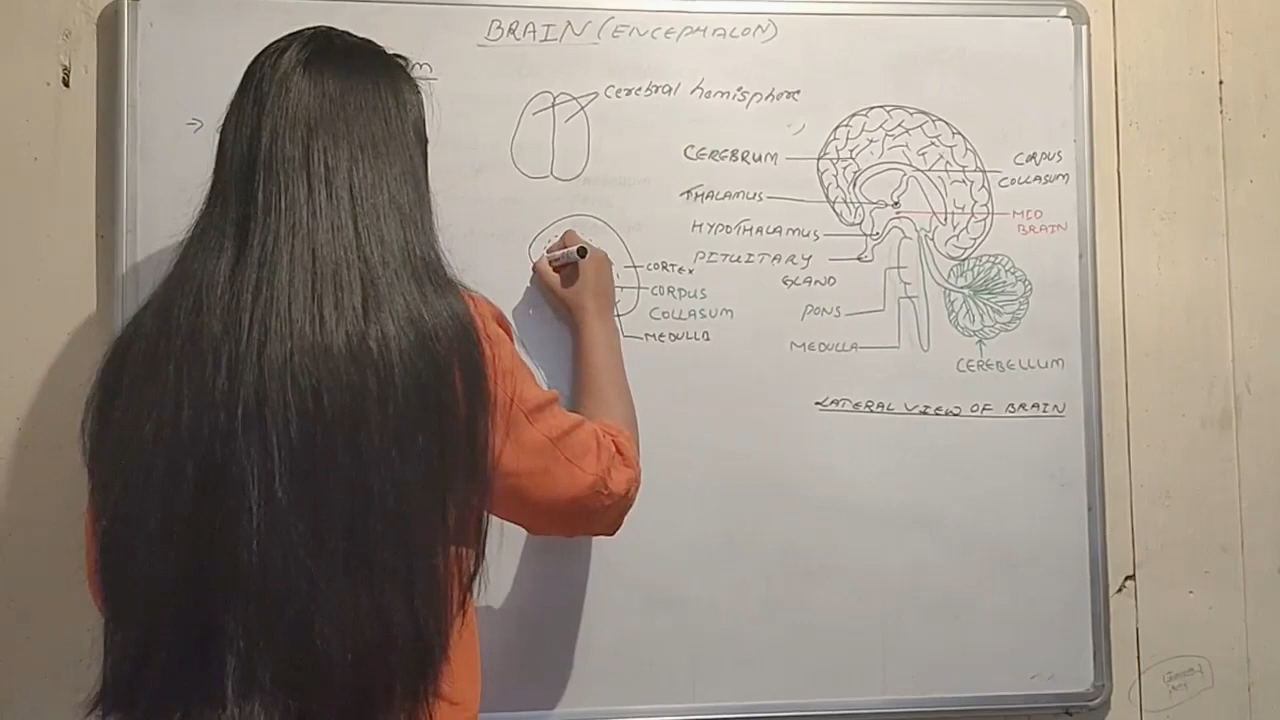 BRAIN (ENCEPHALON)
m
→
cerebral hemisphere
CEREBRUM
CORPUS
COLLASUM
THALAMUS
MID
BRAIN
HYPOTHALAMUS
PITUITARY
GLAND
CORTEX
CORPUS
COLLASUM
MEDULLA
PONS
MEDULLA
CEREBELLUM
LATERAL VIEW OF BRAIN